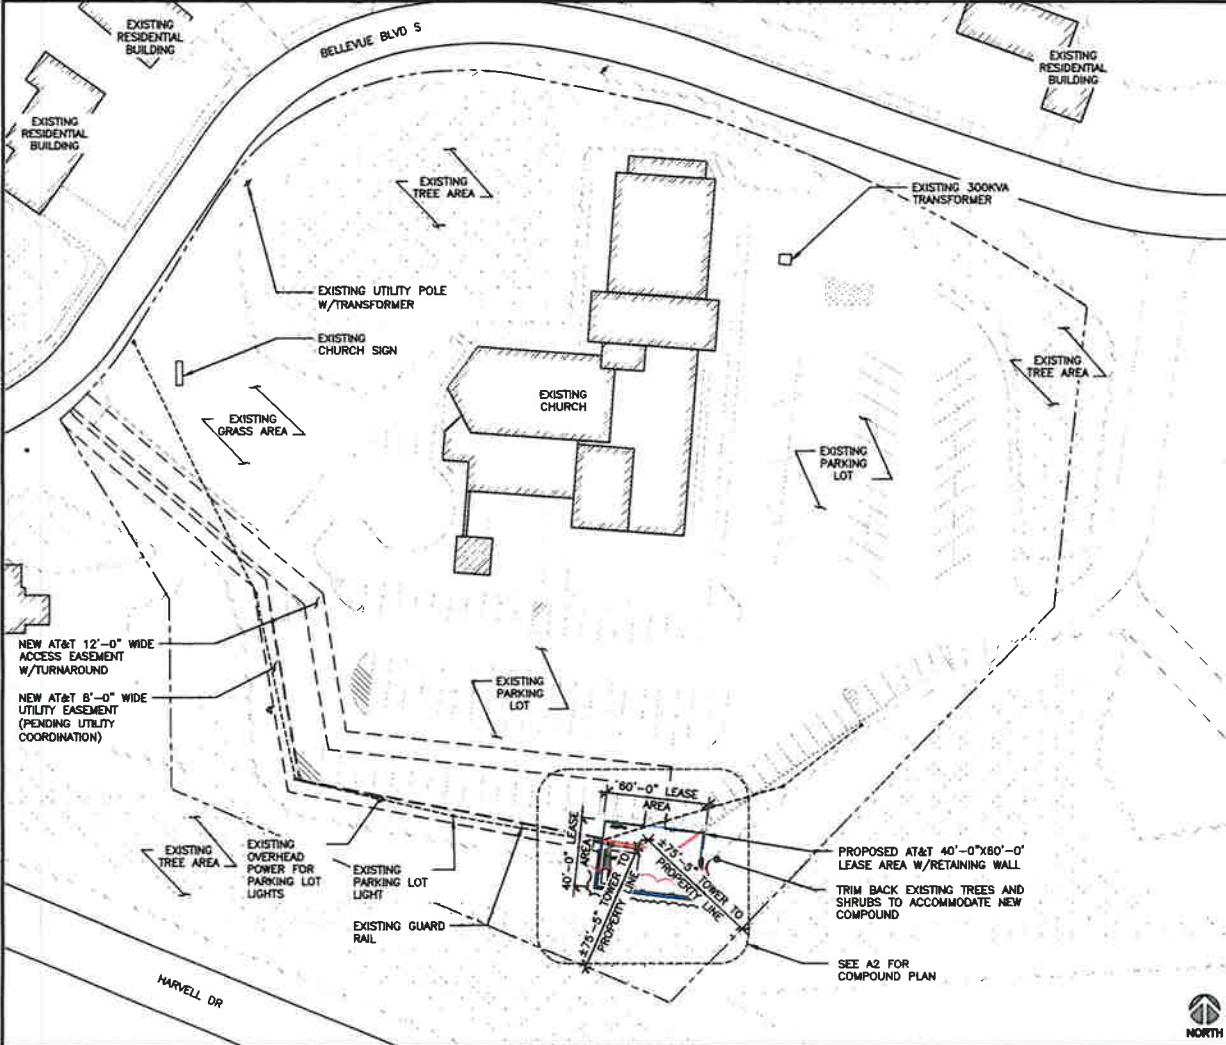 EXISTING
RESIDENTIAL
BUILDING
BELLEVUE BLVD S
EXISTING
RESIDENTIAL
BUILDING
EXISTING
RESIDENTIAL
BUILDING
EXISTING
TREE AREA
EXISTING 300KVA
TRANSFORMER
EXISTING UTILITY POLE
W/TRANSFORMER
EXISTING
CHURCH SIGN
EXISTING
TREE AREA
EXISTING
CHURCH
EXISTING
GRASS AREA
EXISTING
PARKING
LOT
NEW AT&T 12'-0" WIDE
ACCESS EASEMENT
W/TURNAROUND
NEW AT&T 8'-0" WIDE
UTILITY EASEMENT
(PENDING UTILITY
COORDINATION)
EXISTING
PARKING
LOT
60'-0" LEASE
AREA
40'-0" LEASE
AREA
±75'-5" TOWER TO
PROPERTY LINE
±75'-5" TOWER TO
PROPERTY LINE
EXISTING
TREE AREA
EXISTING
OVERHEAD
POWER FOR
PARKING LOT
LIGHTS
EXISTING
PARKING LOT
LIGHT
EXISTING GUARD
RAIL
PROPOSED AT&T 40'-0"X60'-0'
LEASE AREA W/RETAINING WALL
TRIM BACK EXISTING TREES AND
SHRUBS TO ACCOMMODATE NEW
COMPOUND
SEE A2 FOR
COMPOUND PLAN
HARVELL DR
NORTH